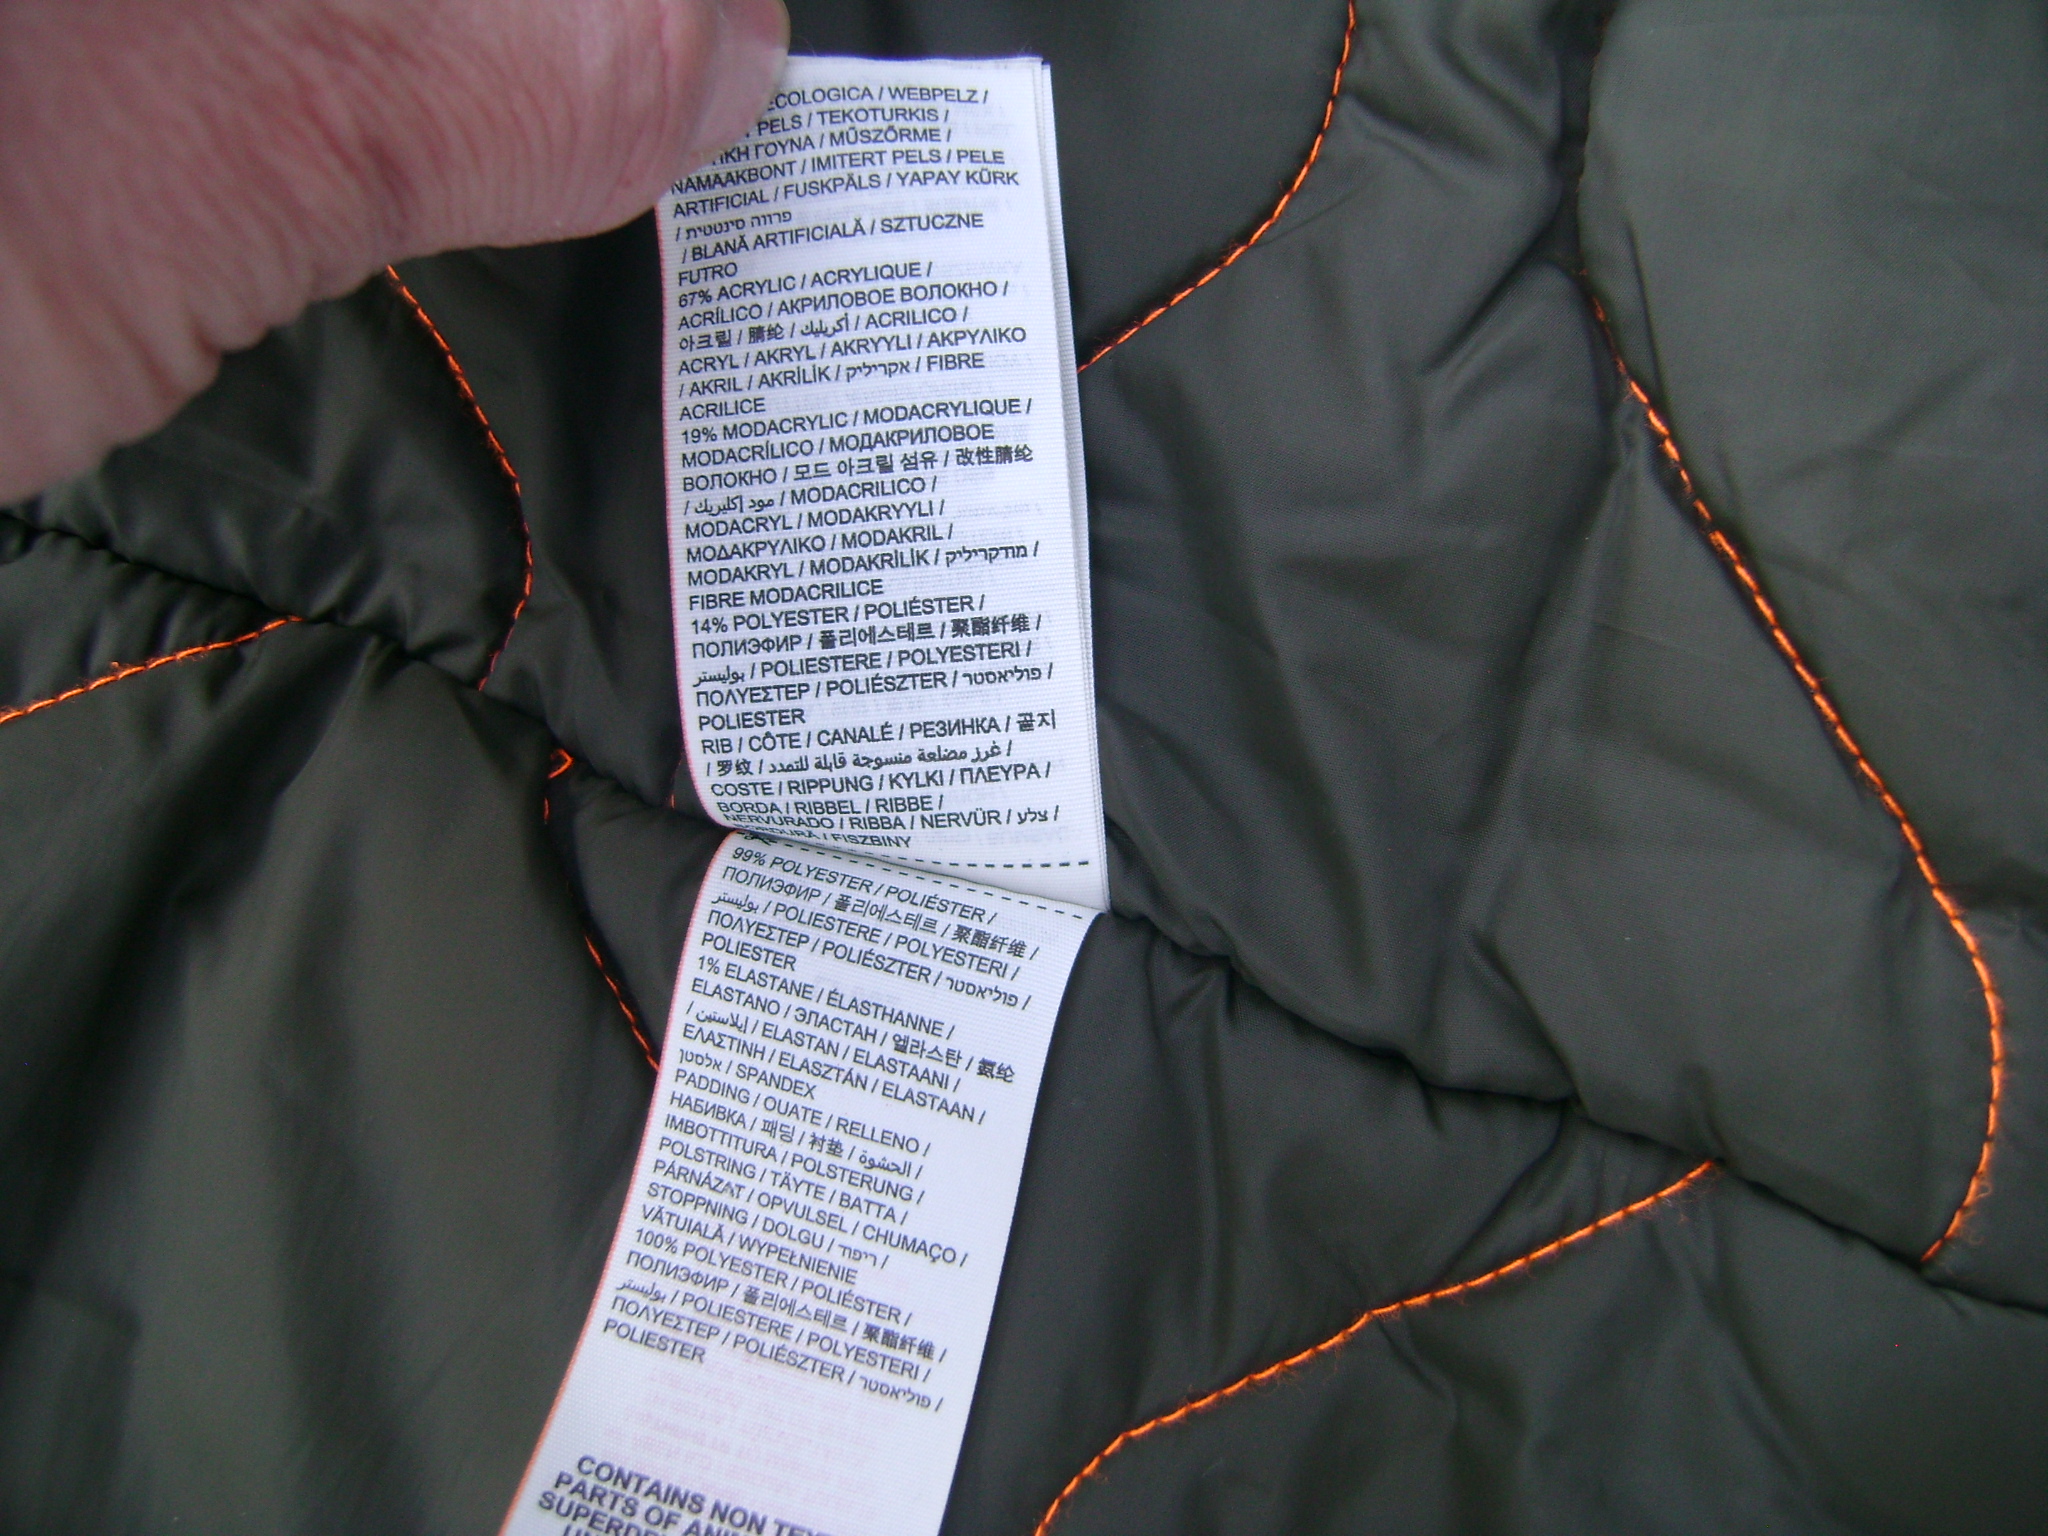 ECOLOGICA / WEBPELZ /
PELS / TEKOTURKIS /
ΓΟΥΝΑ / MŰSZŐRME /
NAMAAKBONT / IMITERT PELS / PELE
ARTIFICIAL / FUSKPÄLS / YAPAY KÜRK
/ פרווה סינטטית
/ BLANĂ ARTIFICIALĂ / SZTUCZNE
FUTRO
67% ACRYLIC / ACRYLIQUE /
ACRÍLICO / АКРИЛОВОЕ ВОЛОКНО /
아크릴 / 腈纶 / أكريليك / ACRILICO /
ACRYL / AKRYL / AKRYYLI / ΑΚΡΥΛΙΚΟ
/ AKRIL / AKRİLİK / אקריליק / FIBRE
ACRILICE
19% MODACRYLIC / MODACRYLIQUE /
MODACRÍLICO / МОДАКРИЛОВОЕ
ВОЛОКНО / 모드 아크릴 섬유 / 改性腈纶
/ مود إكليريك / MODACRILICO /
MODACRYL / MODAKRYYLI /
ΜΟΔΑΚΡΥΛΙΚΟ / MODAKRIL /
MODAKRYL / MODAKRİLİK / מודקריליק /
FIBRE MODACRILICE
14% POLYESTER / POLIÉSTER /
ПОЛИЭФИР / 폴리에스테르 / 聚酯纤维 /
بوليستر / POLIESTERE / POLYESTERI /
ΠΟΛΥΕΣΤΕΡ / POLIÉSZTER / פוליאסטר /
POLIESTER
RIB / CÔTE / CANALÉ / РЕЗИНКА / 골지
/ 罗纹 / غرز مضلعة منسوجة قابلة للتمدد /
COSTE / RIPPUNG / KYLKI / ΠΛΕΥΡΑ /
BORDA / RIBBEL / RIBBE /
NERVURADO / RIBBA / NERVÜR / צלע /
BORDURĂ / FISZBINY
99% POLYESTER / POLIÉSTER /
ПОЛИЭФИР / 폴리에스테르 / 聚酯纤维 /
بوليستر / POLIESTERE / POLYESTERI /
ΠΟΛΥΕΣΤΕΡ / POLIÉSZTER / פוליאסטר /
POLIESTER
1% ELASTANE / ÉLASTHANNE /
ELASTANO / ЭЛАСТАН / 엘라스탄 / 氨纶
/ إيلاستين / ELASTAN / ELASTAANI /
ΕΛΑΣΤΙΝΗ / ELASZTÁN / ELASTAAN /
אלסטן / SPANDEX
PADDING / OUATE / RELLENO /
НАБИВКА / 패딩 / 衬垫 / الحشوة /
IMBOTTITURA / POLSTERUNG /
POLSTRING / TÄYTE / BATTA /
PÁRNÁZAT / OPVULSEL / CHUMAÇO /
STOPPNING / DOLGU / ריפוד /
VĂTUIALĂ / WYPEŁNIENIE
100% POLYESTER / POLIÉSTER /
ПОЛИЭФИР / 폴리에스테르 / 聚酯纤维 /
بوليستر / POLIESTERE / POLYESTERI /
ΠΟΛΥΕΣΤΕΡ / POLIÉSZTER / פוליאסטר /
POLIESTER
CONTAINS NON
PARTS OF